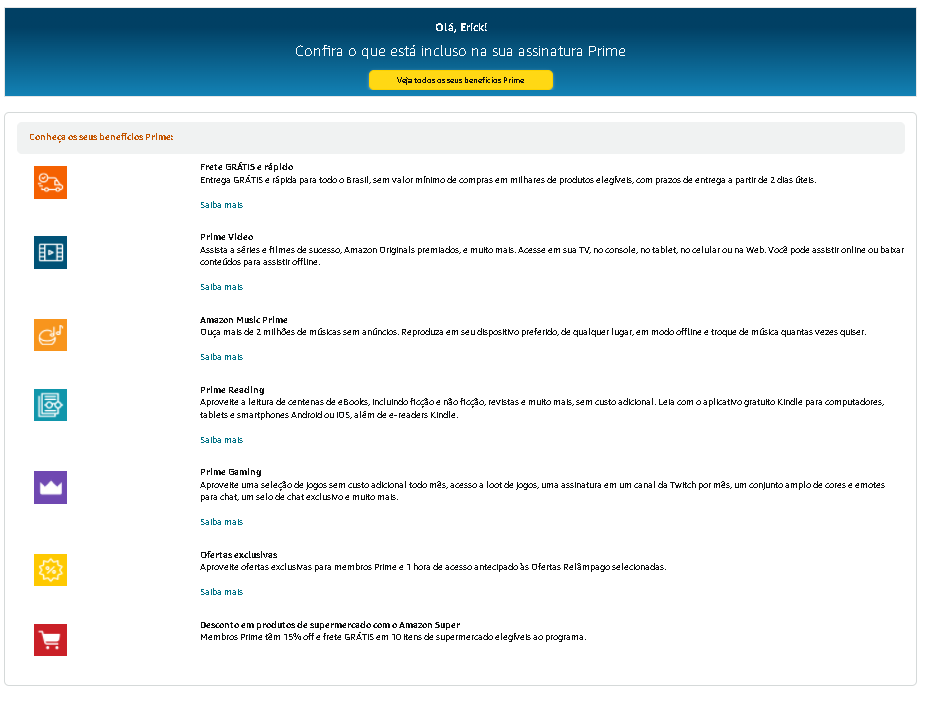 Olá, Erick!
Confira o que está incluso na sua assinatura Prime
Veja todos os seus benefícios Prime
Conheça os seus benefícios Prime:
Frete GRÁTIS e rápido
Entrega GRÁTIS e rápida para todo o Brasil, sem valor mínimo de compras em milhares de produtos elegíveis, com prazos de entrega a partir de 2 dias úteis.
Saiba mais
Prime Video
Assista a séries e filmes de sucesso, Amazon Originals premiados, e muito mais. Acesse em sua TV, no console, no tablet, no celular ou na Web. Você pode assistir online ou baixar
conteúdos para assistir offline.
Saiba mais
Amazon Music Prime
Ouça mais de 2 milhões de músicas sem anúncios. Reproduza em seu dispositivo preferido, de qualquer lugar, em modo offline e troque de música quantas vezes quiser.
Saiba mais
Prime Reading
Aproveite a leitura de centenas de eBooks, incluindo ficção e não ficção, revistas e muito mais, sem custo adicional. Leia com o aplicativo gratuito Kindle para computadores,
tablets e smartphones Android ou iOS, além de e-readers Kindle.
Saiba mais
Prime Gaming
Aproveite uma seleção de jogos sem custo adicional todo mês, acesso a loot de jogos, uma assinatura em um canal da Twitch por mês, um conjunto amplo de cores e emotes
para chat, um selo de chat exclusivo e muito mais.
Saiba mais
Ofertas exclusivas
Aproveite ofertas exclusivas para membros Prime e 1 hora de acesso antecipado às Ofertas Relâmpago selecionadas.
Saiba mais
Desconto em produtos de supermercado com o Amazon Super
Membros Prime têm 15% off e frete GRÁTIS em 10 itens de supermercado elegíveis ao programa.